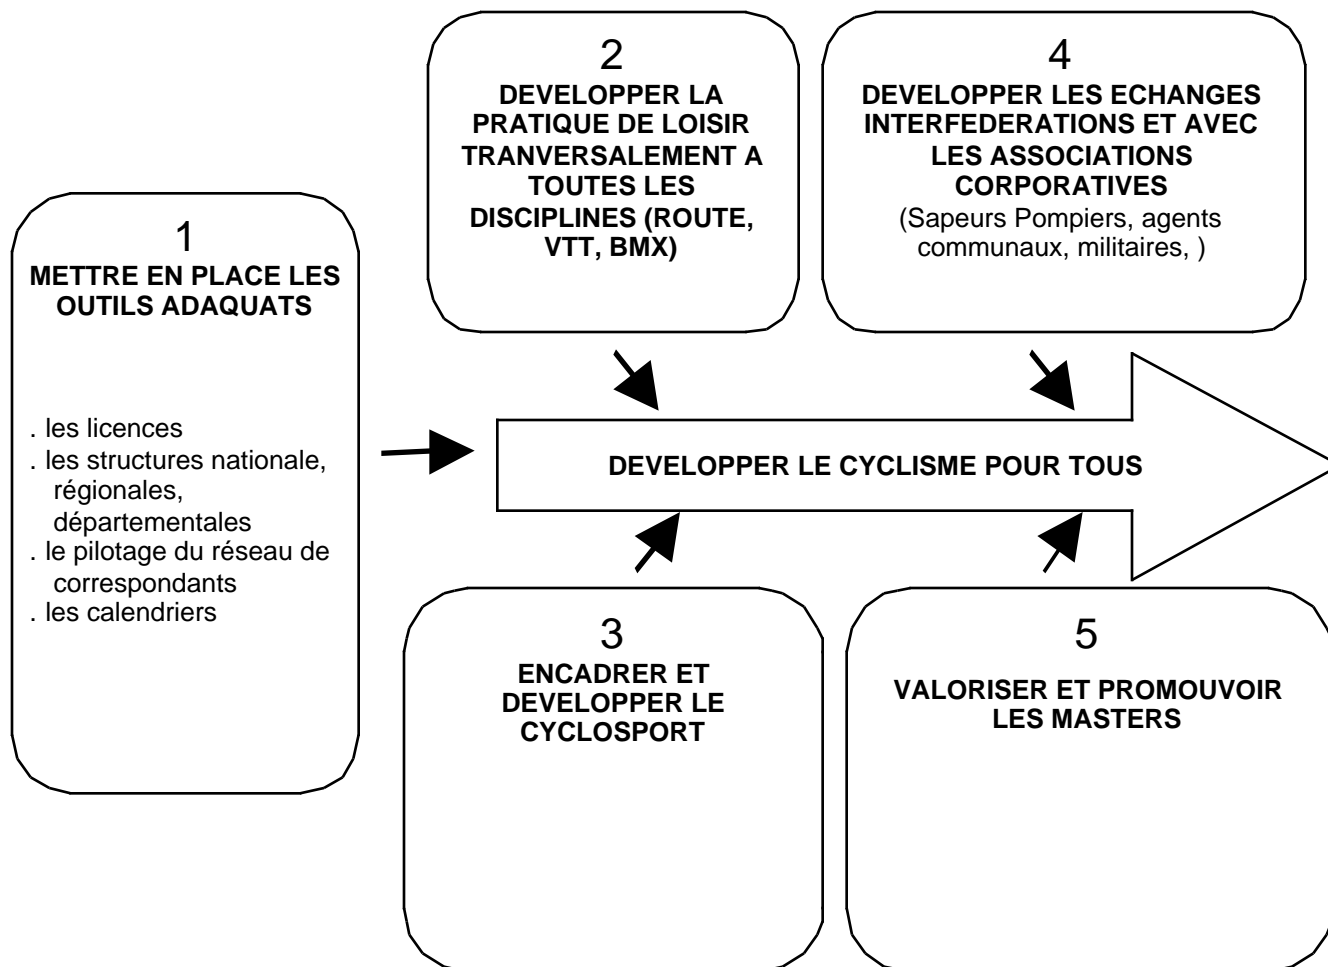 1
METTRE EN PLACE LES
OUTILS ADAQUATS
. les licences
. les structures nationale,
régionales,
départementales
. le pilotage du réseau de
correspondants
. les calendriers
2
DEVELOPPER LA
PRATIQUE DE LOISIR
TRANVERSALEMENT A
TOUTES LES
DISCIPLINES (ROUTE,
VTT, BMX)
4
DEVELOPPER LES ECHANGES
INTERFEDERATIONS ET AVEC
LES ASSOCIATIONS
CORPORATIVES
(Sapeurs Pompiers, agents
communaux, militaires, )
DEVELOPPER LE CYCLISME POUR TOUS
3
ENCADRER ET
DEVELOPPER LE
CYCLOSPORT
5
VALORISER ET PROMOUVOIR
LES MASTERS